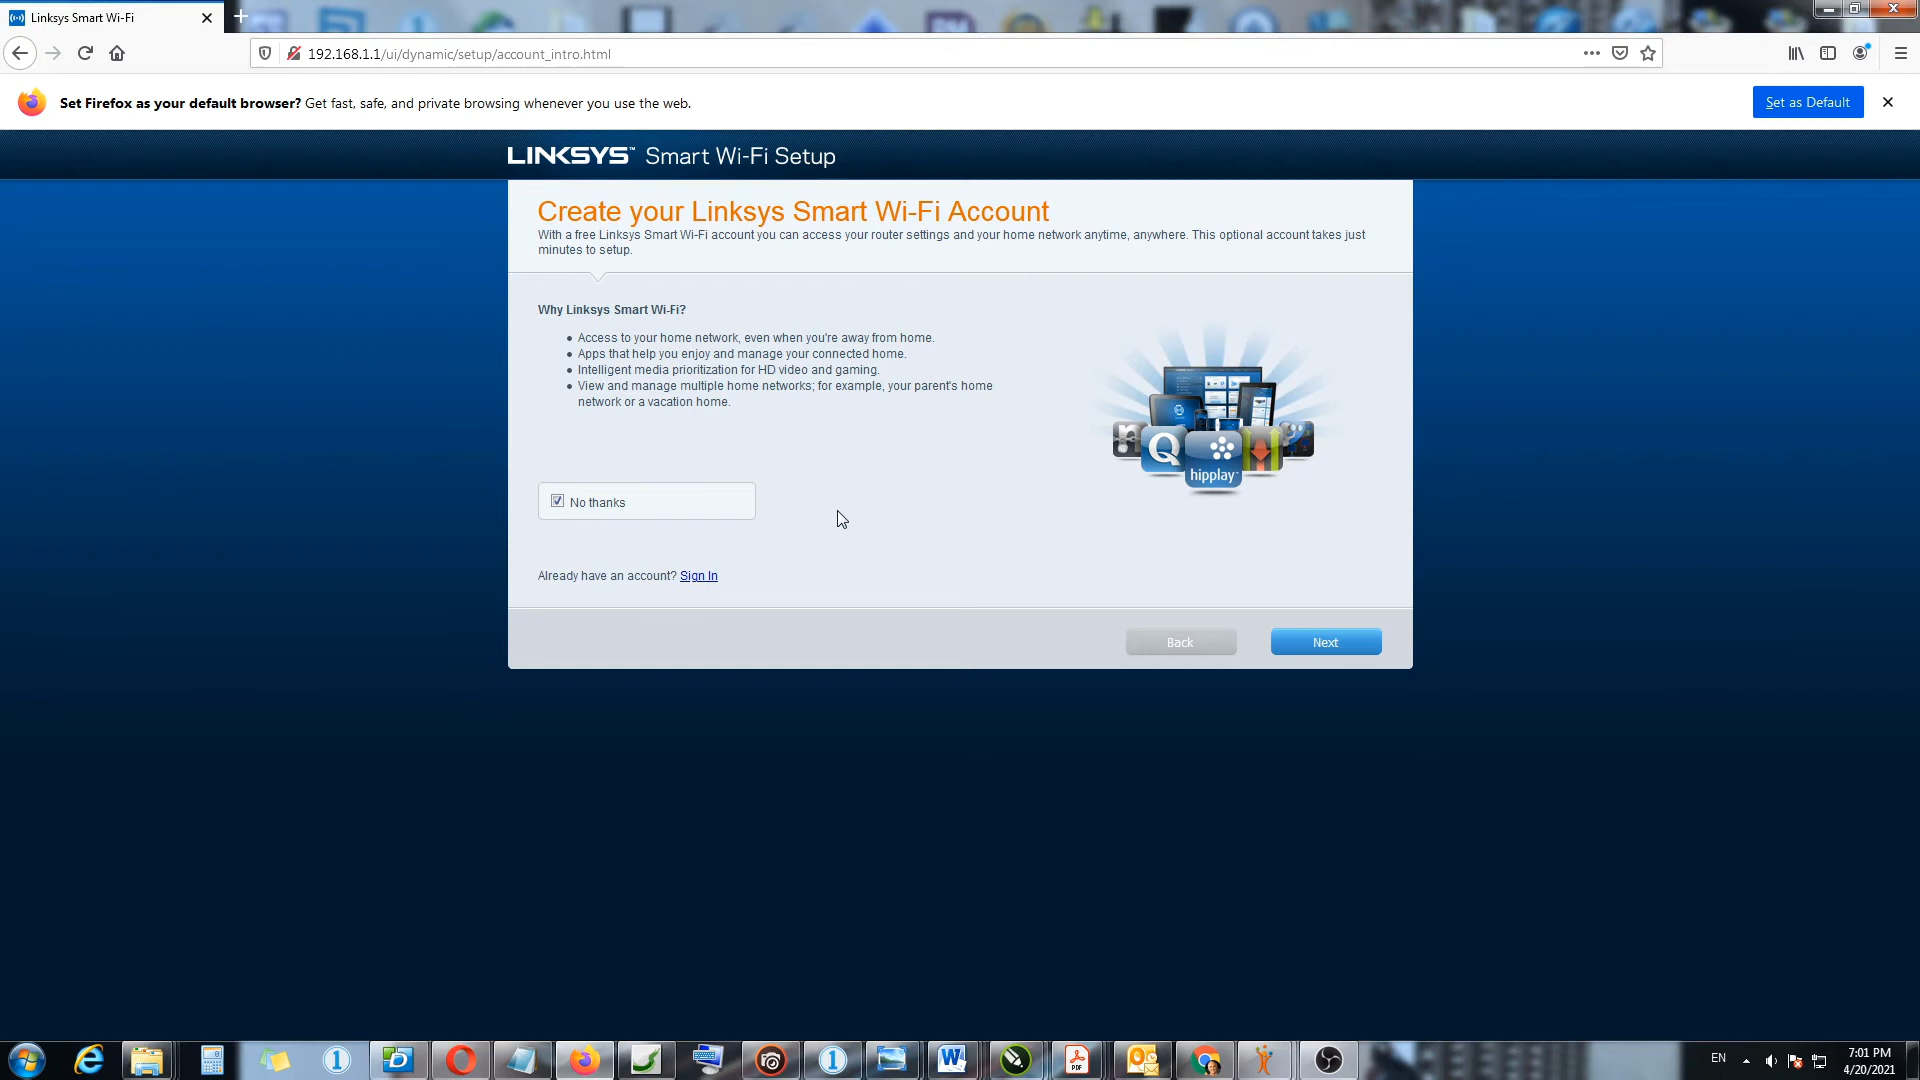 Linksys Smart Wi-Fi
192.168.1.1/ui/dynamic/setup/account_intro.html
Set Firefox as your default browser? Get fast, safe, and private browsing whenever you use the web.
Set as Default
LINKSYS™ Smart Wi-Fi Setup
Create your Linksys Smart Wi-Fi Account
With a free Linksys Smart Wi-Fi account you can access your router settings and your home network anytime, anywhere. This optional account takes just
minutes to setup.
Why Linksys Smart Wi-Fi?
Access to your home network, even when you're away from home.
Apps that help you enjoy and manage your connected home.
Intelligent media prioritization for HD video and gaming.
View and manage multiple home networks; for example, your parent's home
network or a vacation home.
Q
hipplay
No thanks
Already have an account? Sign In
Back
Next
PDF
EN
7:01 PM
4/20/2021